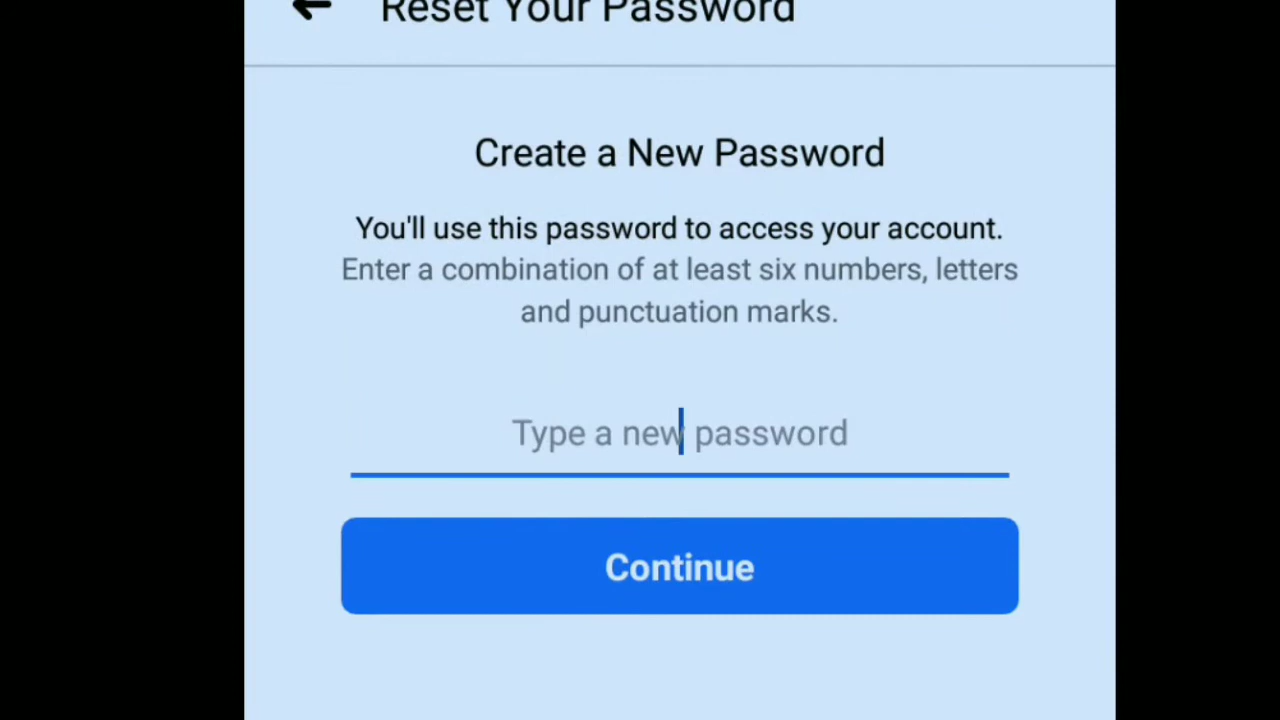 Reset Your Password
Create a New Password
You'll use this password to access your account.
Enter a combination of at least six numbers, letters
and punctuation marks.
Type a new password
Continue